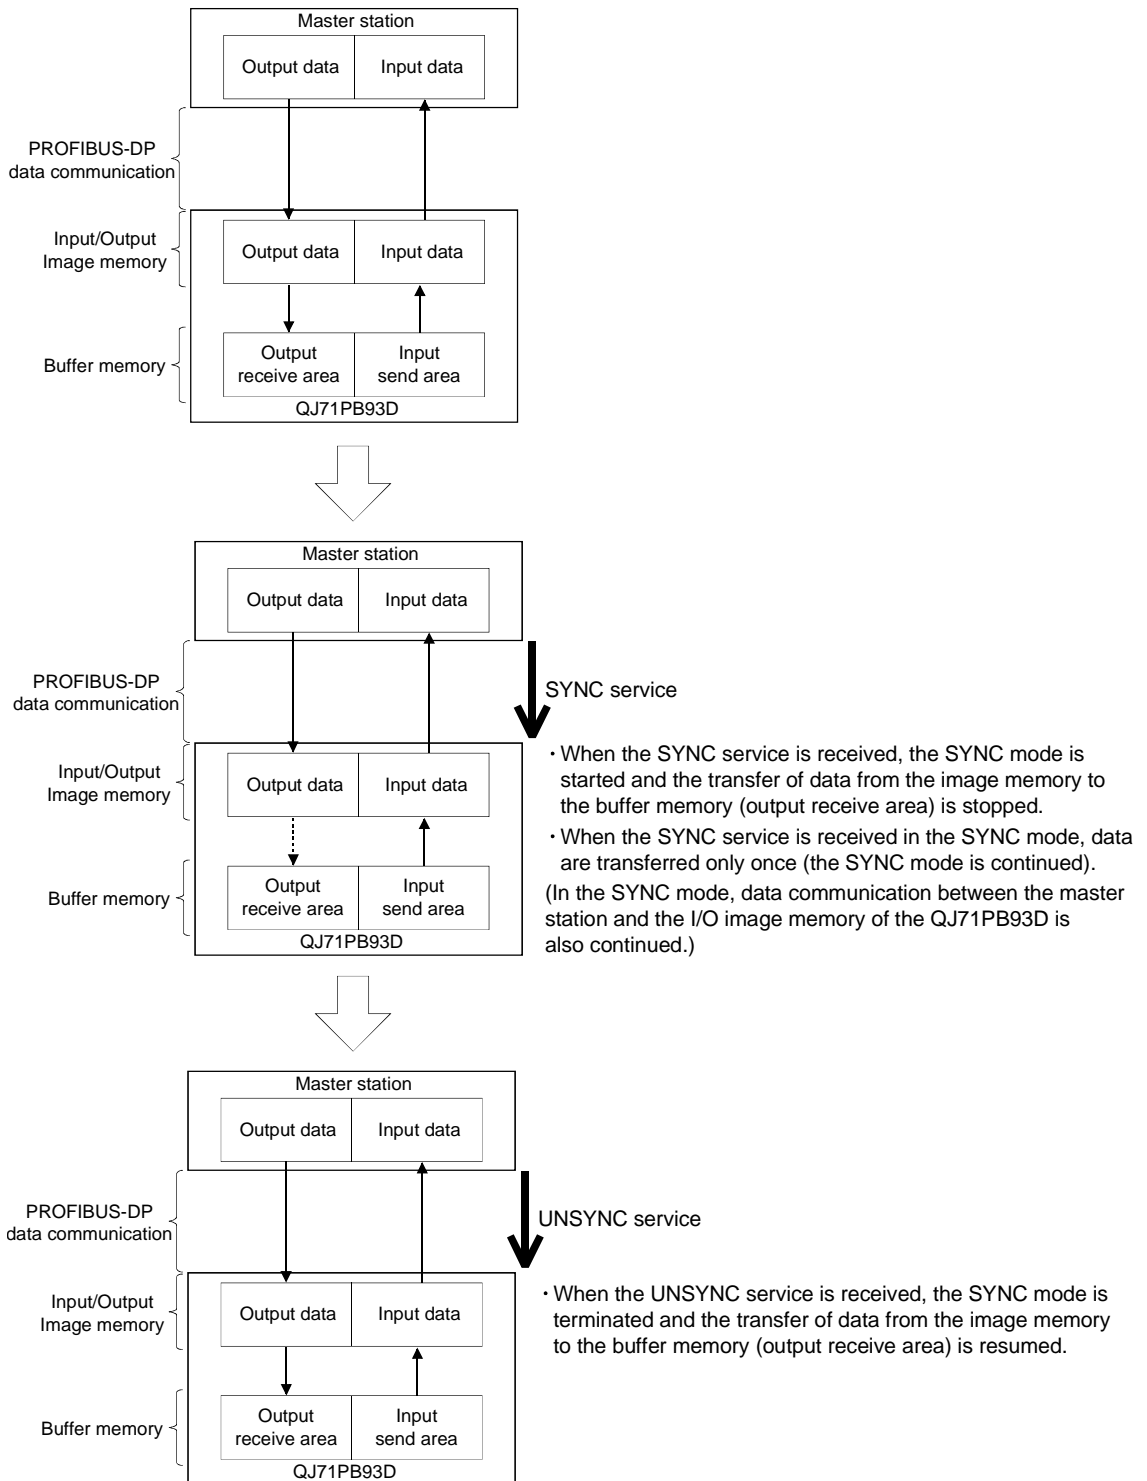 Master station
Output data
Input data
PROFIBUS-DP
data communication
Input/Output
Image memory
Output data
Input data
Buffer memory
Output
receive area
Input
send area
QJ71PB93D
Master station
Output data
Input data
PROFIBUS-DP
data communication
SYNC service
Input/Output
Image memory
Output data
Input data
・When the SYNC service is received, the SYNC mode is
started and the transfer of data from the image memory to
the buffer memory (output receive area) is stopped.
・When the SYNC service is received in the SYNC mode, data
are transferred only once (the SYNC mode is continued).
(In the SYNC mode, data communication between the master
station and the I/O image memory of the QJ71PB93D is
also continued.)
Buffer memory
Output
receive area
Input
send area
QJ71PB93D
Master station
Output data
Input data
PROFIBUS-DP
data communication
UNSYNC service
Input/Output
Image memory
Output data
Input data
・When the UNSYNC service is received, the SYNC mode is
terminated and the transfer of data from the image memory
to the buffer memory (output receive area) is resumed.
Buffer memory
Output
receive area
Input
send area
QJ71PB93D